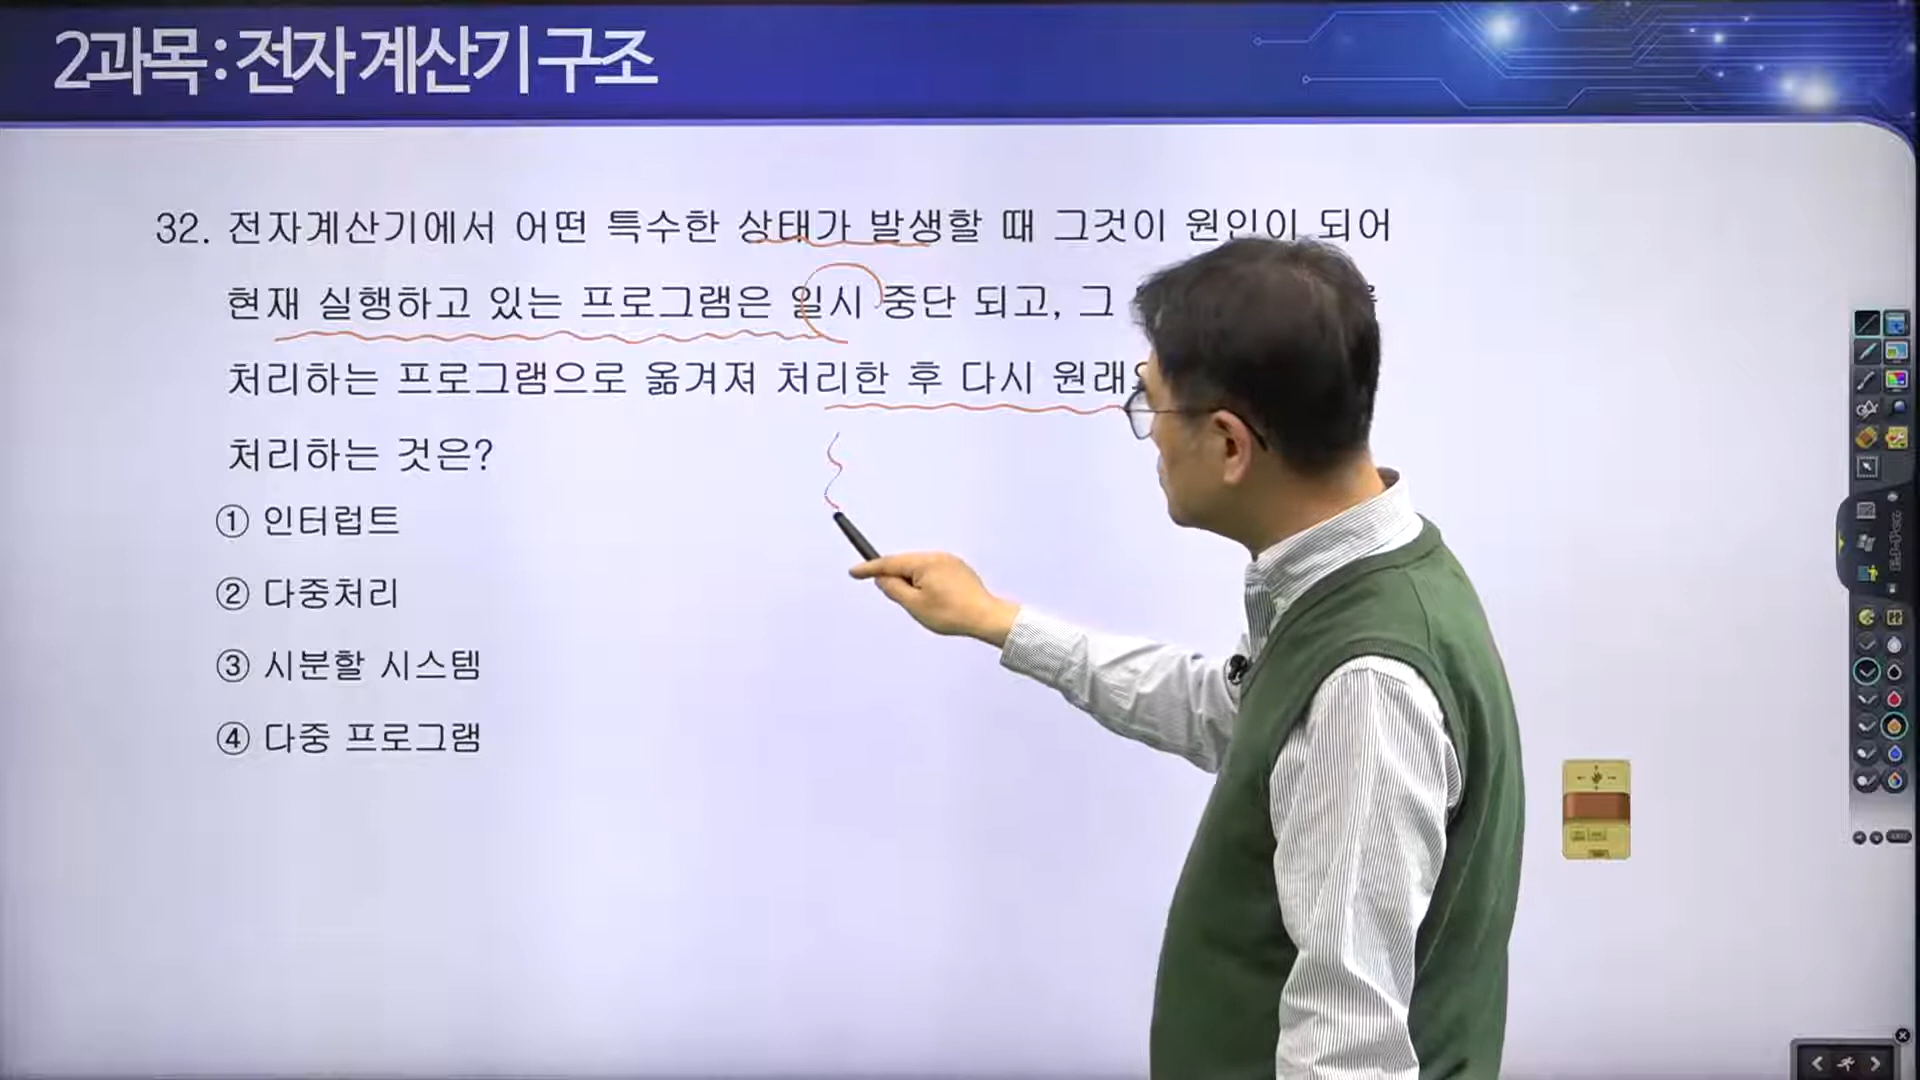 2과목 : 전자 계산기 구조
32. 전자계산기에서 어떤 특수한 상태가 발생할 때 그것이 원인이 되어
현재 실행하고 있는 프로그램은 일시 중단 되고, 그
처리하는 프로그램으로 옮겨져 처리한 후 다시 원래
처리하는 것은?
① 인터럽트
② 다중처리
③ 시분할 시스템
④ 다중 프로그램